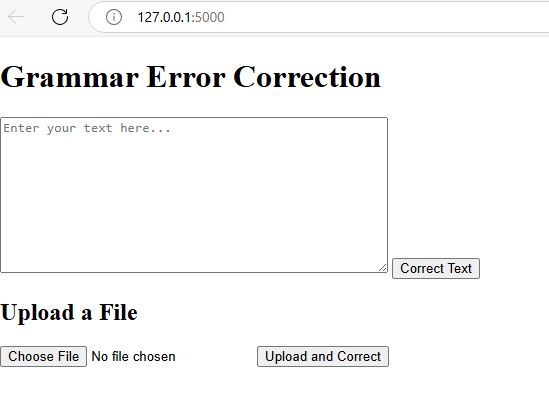 127.0.0.1:5000
Grammar Error Correction
Enter your text here...
Correct Text
Upload a File
Choose File No file chosen Upload and Correct